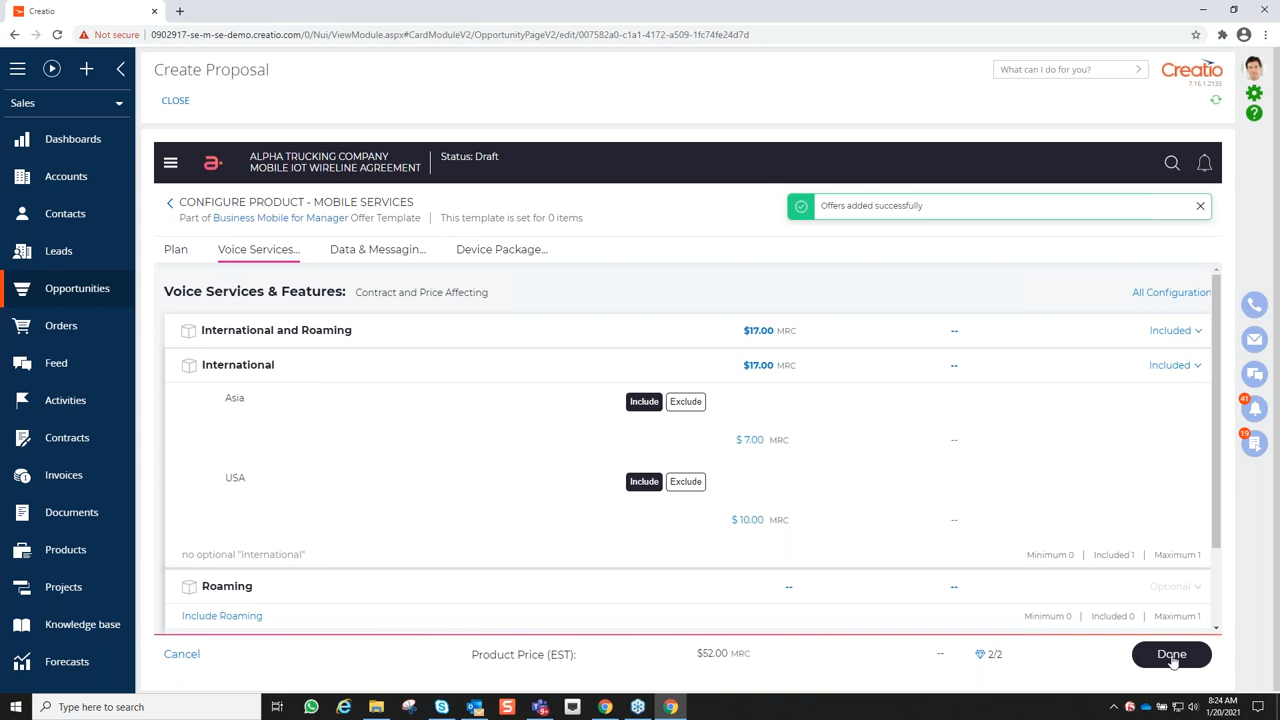 Creatio
Not secure
0902917-se-m-se-demo.creatio.com/0/Nui/ViewModule.aspx#CardModuleV2/OpportunityPageV2/edit/007582a0-c1a1-4172-a509-1fc74fe24d7d
Sales
Dashboards
Accounts
Contacts
Leads
Opportunities
Orders
Feed
Activities
Contracts
Invoices
Documents
Products
Projects
Knowledge base
Forecasts
Create Proposal
What can I do for you?
Creatio
7.16.1.2135
CLOSE
ALPHA TRUCKING COMPANY
MOBILE IOT WIRELINE AGREEMENT
Status: Draft
CONFIGURE PRODUCT - MOBILE SERVICES
Part of Business Mobile for Manager Offer Template
This template is set for 0 items
Offers added successfully
Plan
Voice Services...
Data & Messagin...
Device Package...
Voice Services & Features: Contract and Price Affecting
All Configuration
International and Roaming $17.00 MRC -- Included
International $17.00 MRC -- Included
Asia Include Exclude
$ 7.00 MRC --
USA Include Exclude
$ 10.00 MRC --
no optional "International" Minimum 0 Included 1 Maximum 1
Roaming -- -- Optional
Include Roaming Minimum 0 Included 0 Maximum 1
Cancel Product Price (EST): $52.00 MRC -- 2/2 Done
41
19
Type here to search
8:24 AM
1/20/2021